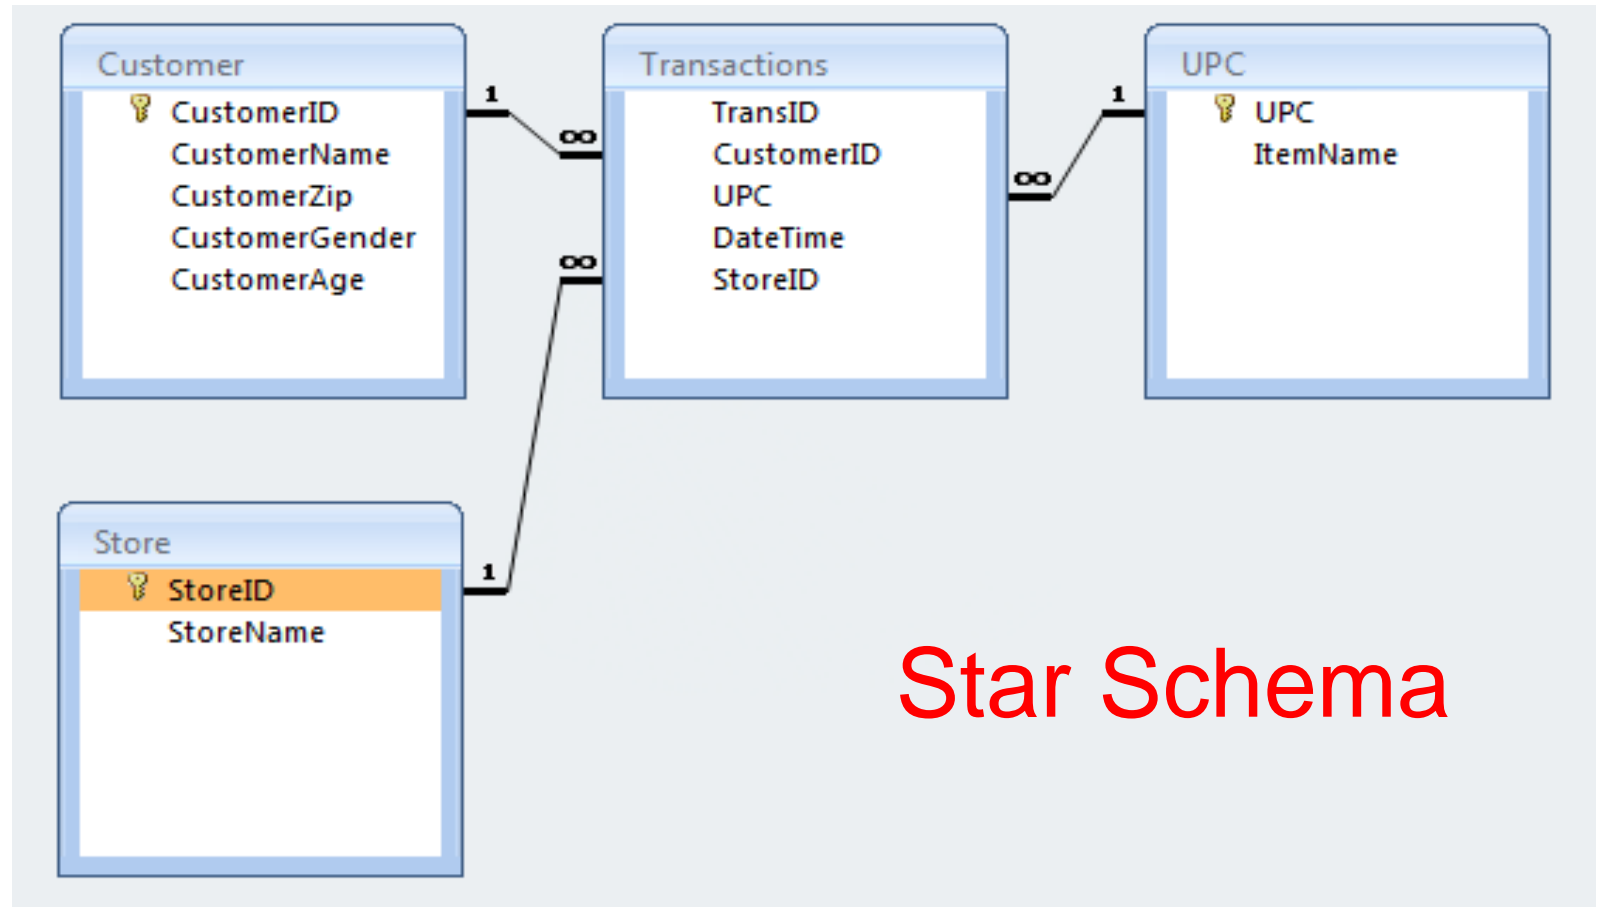 Customer
CustomerID
CustomerName
CustomerZip
CustomerGender
CustomerAge
1
∞
∞
Transactions
TransID
CustomerID
UPC
DateTime
StoreID
∞
1
UPC
UPC
ItemName
Store
StoreID
StoreName
1
Star Schema